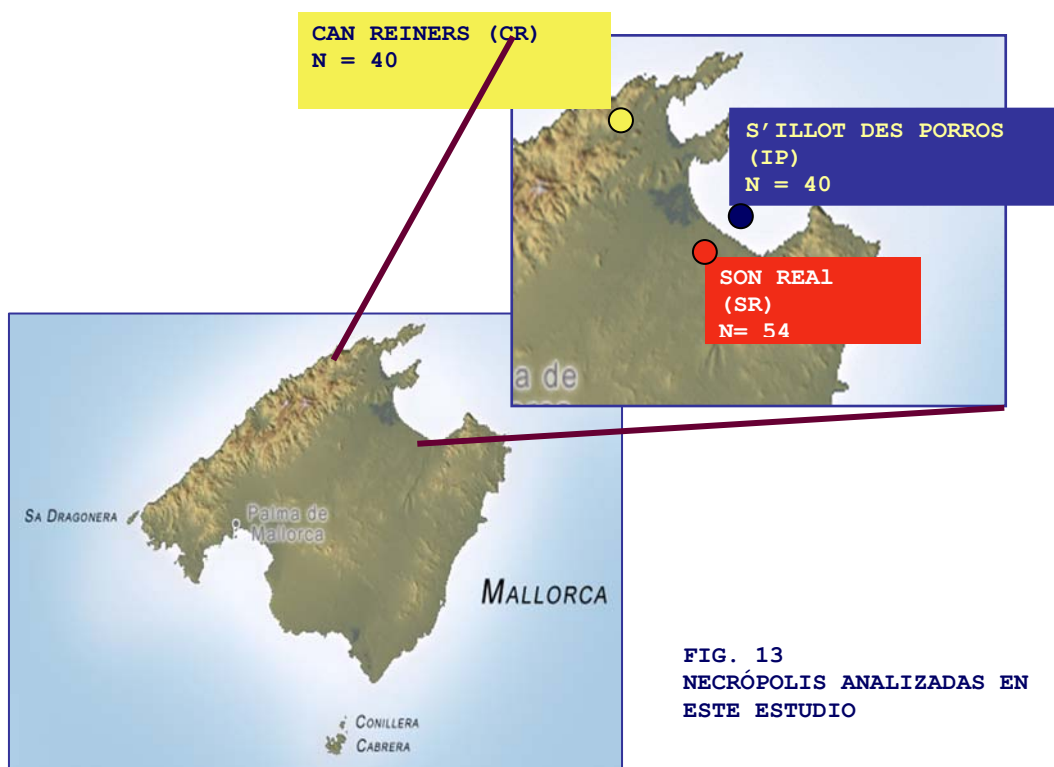 CAN REINERS (CR)
N = 40
S'ILLOT DES PORROS
(IP)
N = 40
SON REAl
(SR)
N= 54
a de
SA DRAGONERA
Palma de
Mallorca
MALLORCA
CONILLERA
CABRERA
FIG. 13
NECRÓPOLIS ANALIZADAS EN
ESTE ESTUDIO